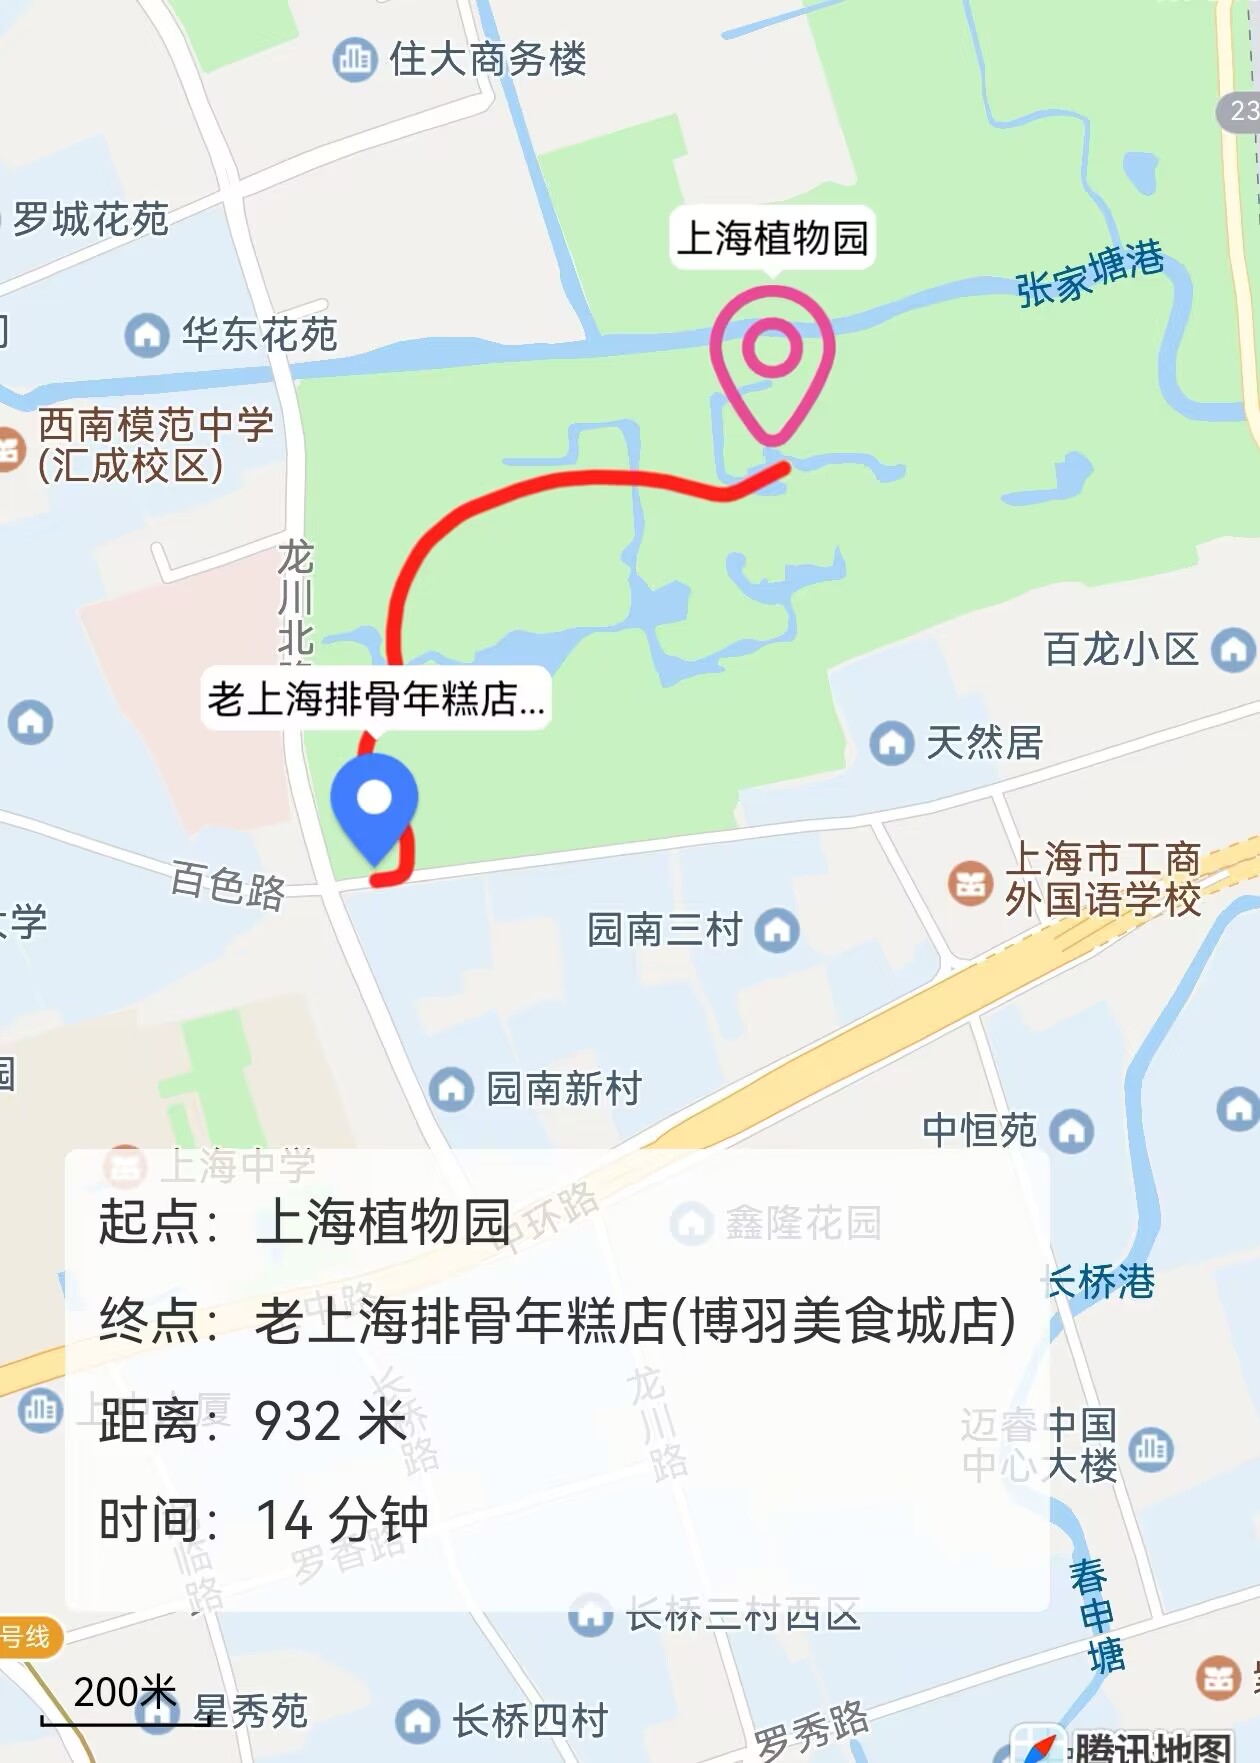 住大商务楼
23
罗城花苑
上海植物园
张家塘港
华东花苑
西南模范中学
(汇成校区)
龙川北路
百龙小区
老上海排骨年糕店...
天然居
上海市工商
外国语学校
百色路
大学
园南三村
园
园南新村
中恒苑
上海中学
起点：上海植物园
中环路
鑫隆花园
长桥港
终点：老上海排骨年糕店(博羽美食城店)
距离：932 米
长桥路
龙川路
迈睿中国
中心大楼
时间：14 分钟
老临路
罗香路
春申塘
长桥三村西区
号线
200米
星秀苑
长桥四村
罗秀路
腾讯地图